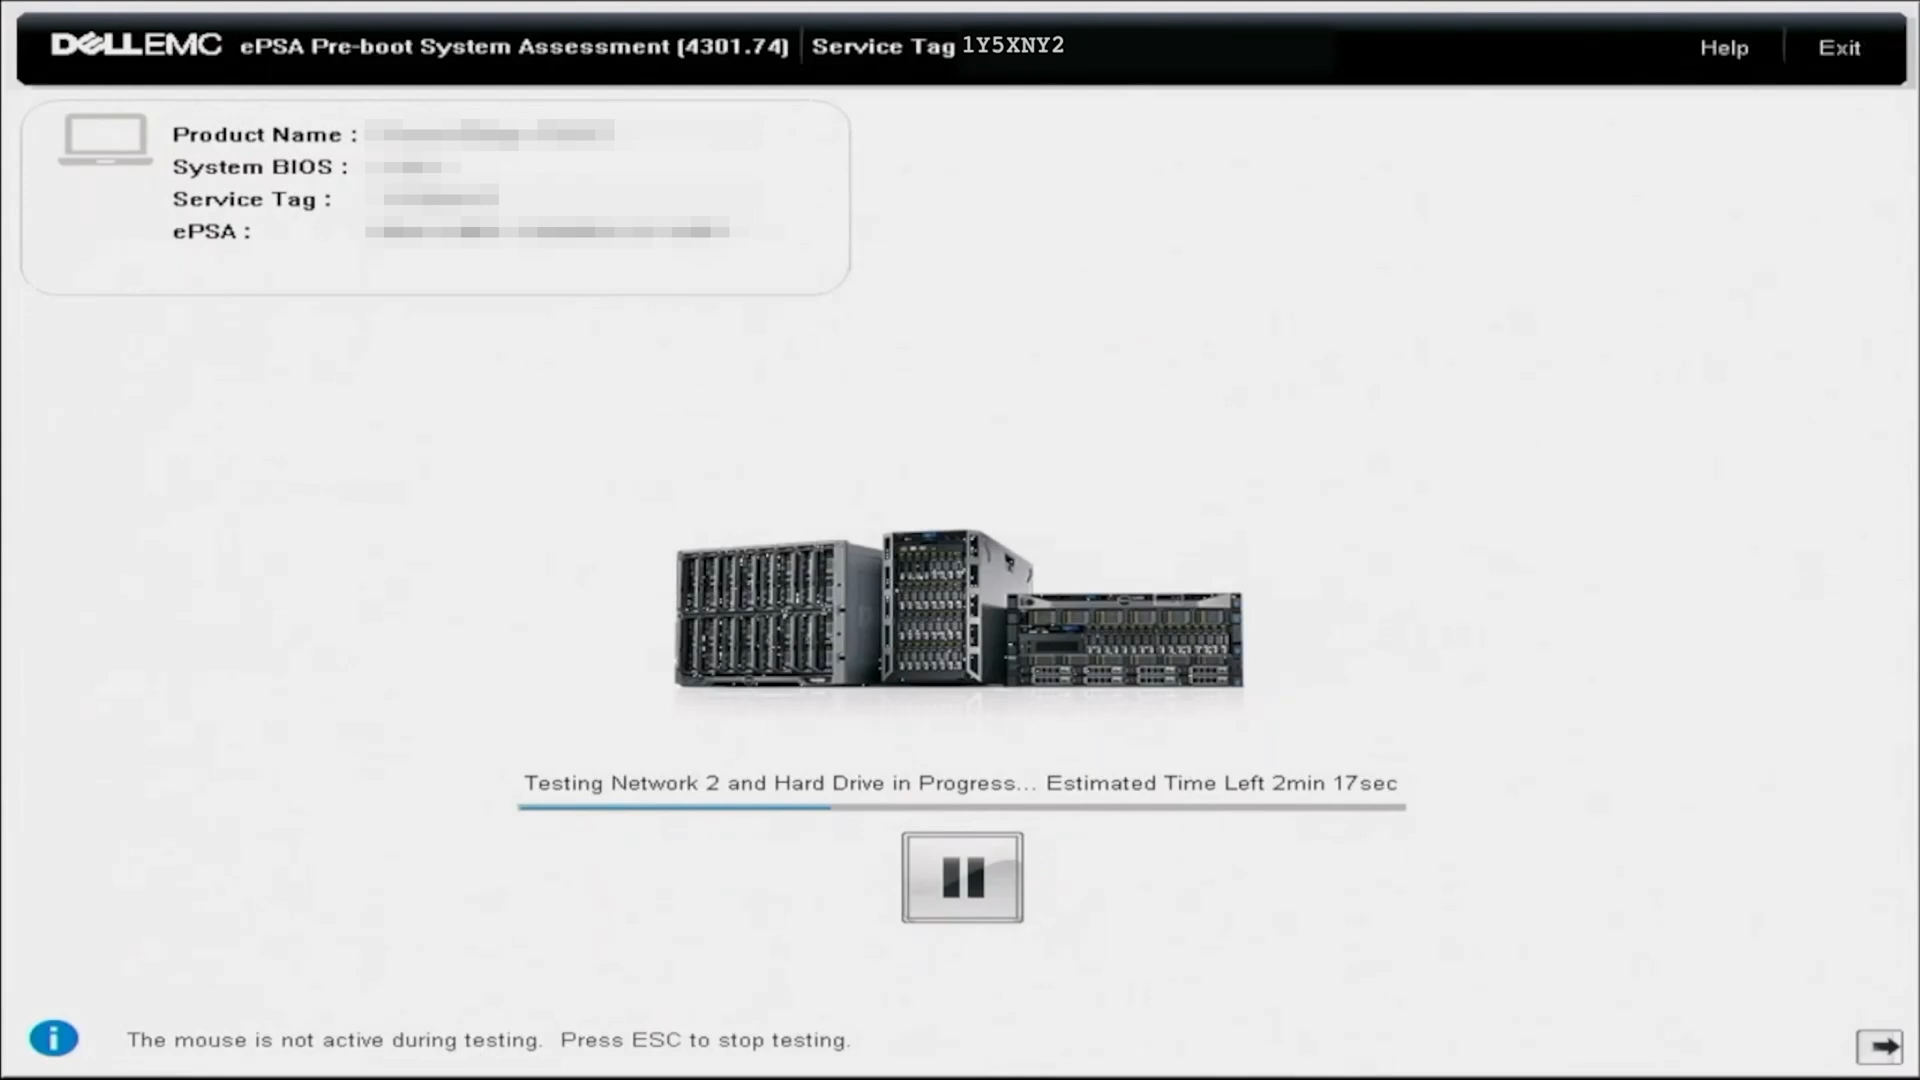 DELLEMC ePSA Pre-boot System Assessment (4301.74) Service Tag 1Y5XNY2 Help Exit
Product Name :
System BIOS :
Service Tag :
ePSA :
Testing Network 2 and Hard Drive in Progress... Estimated Time Left 2min 17sec
The mouse is not active during testing. Press ESC to stop testing.